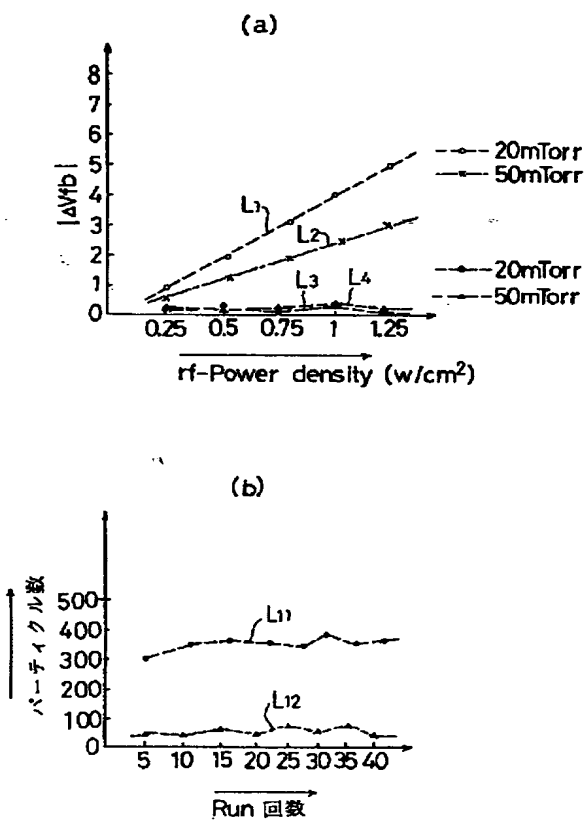 (a)
|ΔVfb|
8
7
6
5
4
3
2
1
0
L1
L2
L3
L4
20mTorr
50mTorr
20mTorr
50mTorr
0.25 0.5 0.75 1 1.25
rf-Power density (w/cm²)
(b)
パーティクル数
500
400
300
200
100
0
L11
L12
5 10 15 20 25 30 35 40
Run 回数